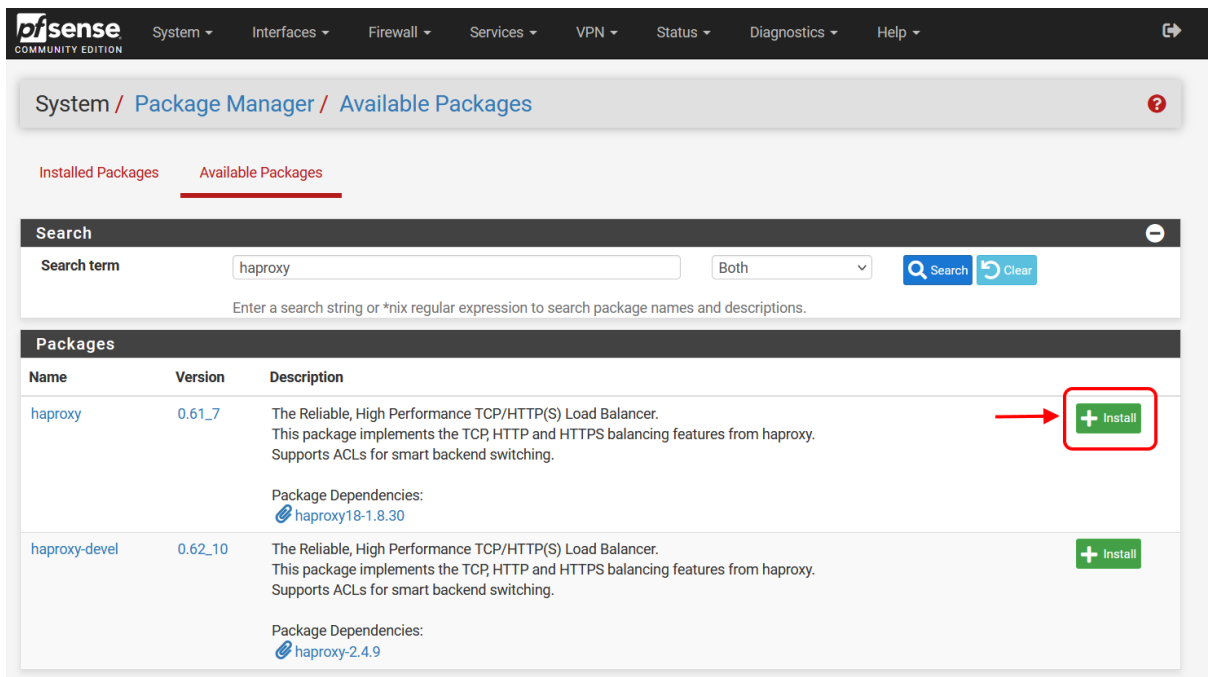 pfsense COMMUNITY EDITION System Interfaces Firewall Services VPN Status Diagnostics Help
System / Package Manager / Available Packages
Installed Packages Available Packages
Search
Search term haproxy Both Search Clear
Enter a search string or *nix regular expression to search package names and descriptions.
Packages
Name Version Description
haproxy 0.61_7 The Reliable, High Performance TCP/HTTP(S) Load Balancer. Install
This package implements the TCP, HTTP and HTTPS balancing features from haproxy.
Supports ACLs for smart backend switching.
Package Dependencies:
haproxy18-1.8.30
haproxy-devel 0.62_10 The Reliable, High Performance TCP/HTTP(S) Load Balancer. Install
This package implements the TCP, HTTP and HTTPS balancing features from haproxy.
Supports ACLs for smart backend switching.
Package Dependencies:
haproxy-2.4.9